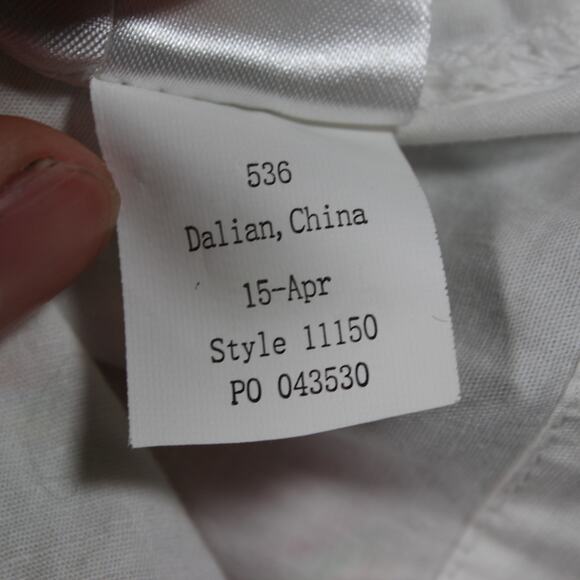 536
Dalian, China
15-Apr
Style 11150
PO 043530